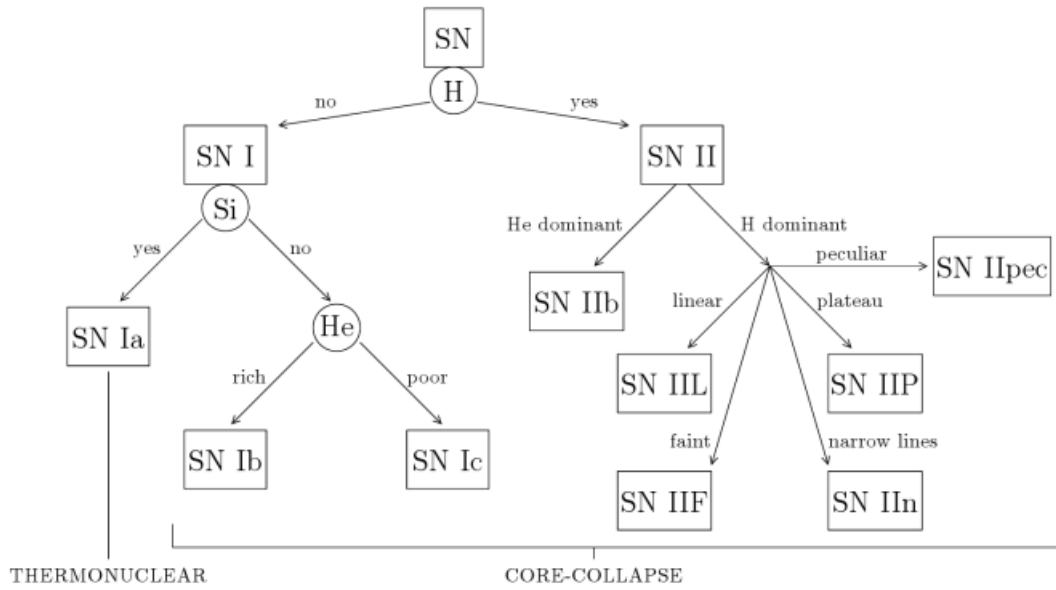 SN
H
no
yes
SN I
SN II
Si
He dominant
H dominant
yes
no
peculiar
SN IIpec
SN IIb
linear
plateau
SN Ia
He
rich
poor
SN IIL
SN IIP
faint
narrow lines
SN Ib
SN Ic
SN IIF
SN IIn
THERMONUCLEAR
CORE-COLLAPSE